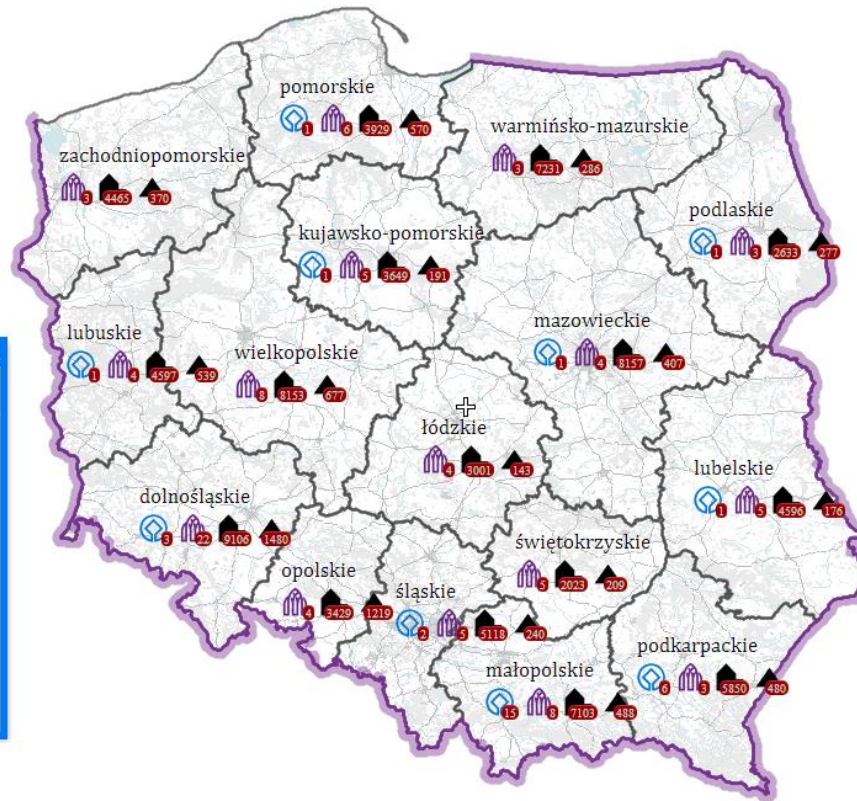 pomorskie
1 6 3929 570
warmińsko-mazurskie
3 7231 286
zachodniopomorskie
3 4465 370
podlaskie
1 3 2633 277
kujawsko-pomorskie
1 5 3649 191
mazowieckie
1 4 8157 407
lubuskie
1 4 4597 539
wielkopolskie
8 8153 677
łódzkie
4 3001 143
lubelskie
1 5 4596 176
dolnośląskie
3 22 9106 1480
świętokrzyskie
5 2023 209
opolskie
4 3429 1219
śląskie
2 5 5118 240
podkarpackie
6 3 5850 480
małopolskie
15 8 7103 488